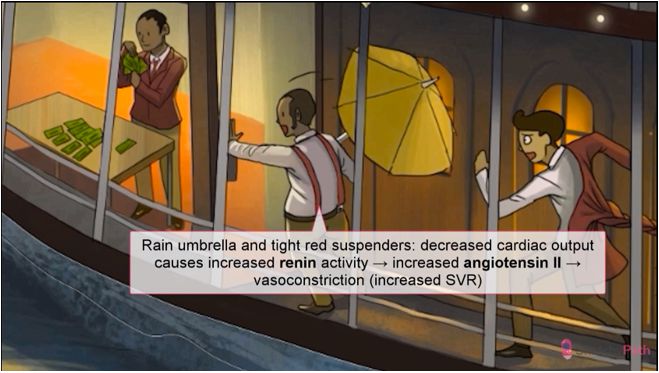 Rain umbrella and tight red suspenders: decreased cardiac output
causes increased renin activity → increased angiotensin II →
vasoconstriction (increased SVR)
Path